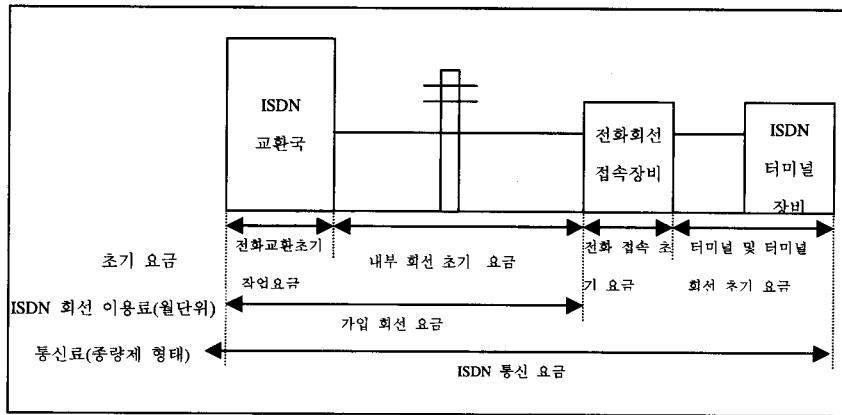 ISDN
교환국
전화회선
접속장비
ISDN
터미널
장비
초기 요금
전화교환초기
작업요금
내부 회선 초기 요금
전화 접속 초
기 요금
터미널 및 터미널
회선 초기 요금
ISDN 회선 이용료(월단위)
가입 회선 요금
통신료(종량제 형태)
ISDN 통신 요금